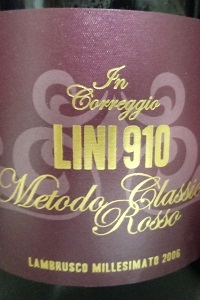 In
Correggio
LINI 910
Metodo Classico
Rosso
LAMBRUSCO MILLESIMATO 2006